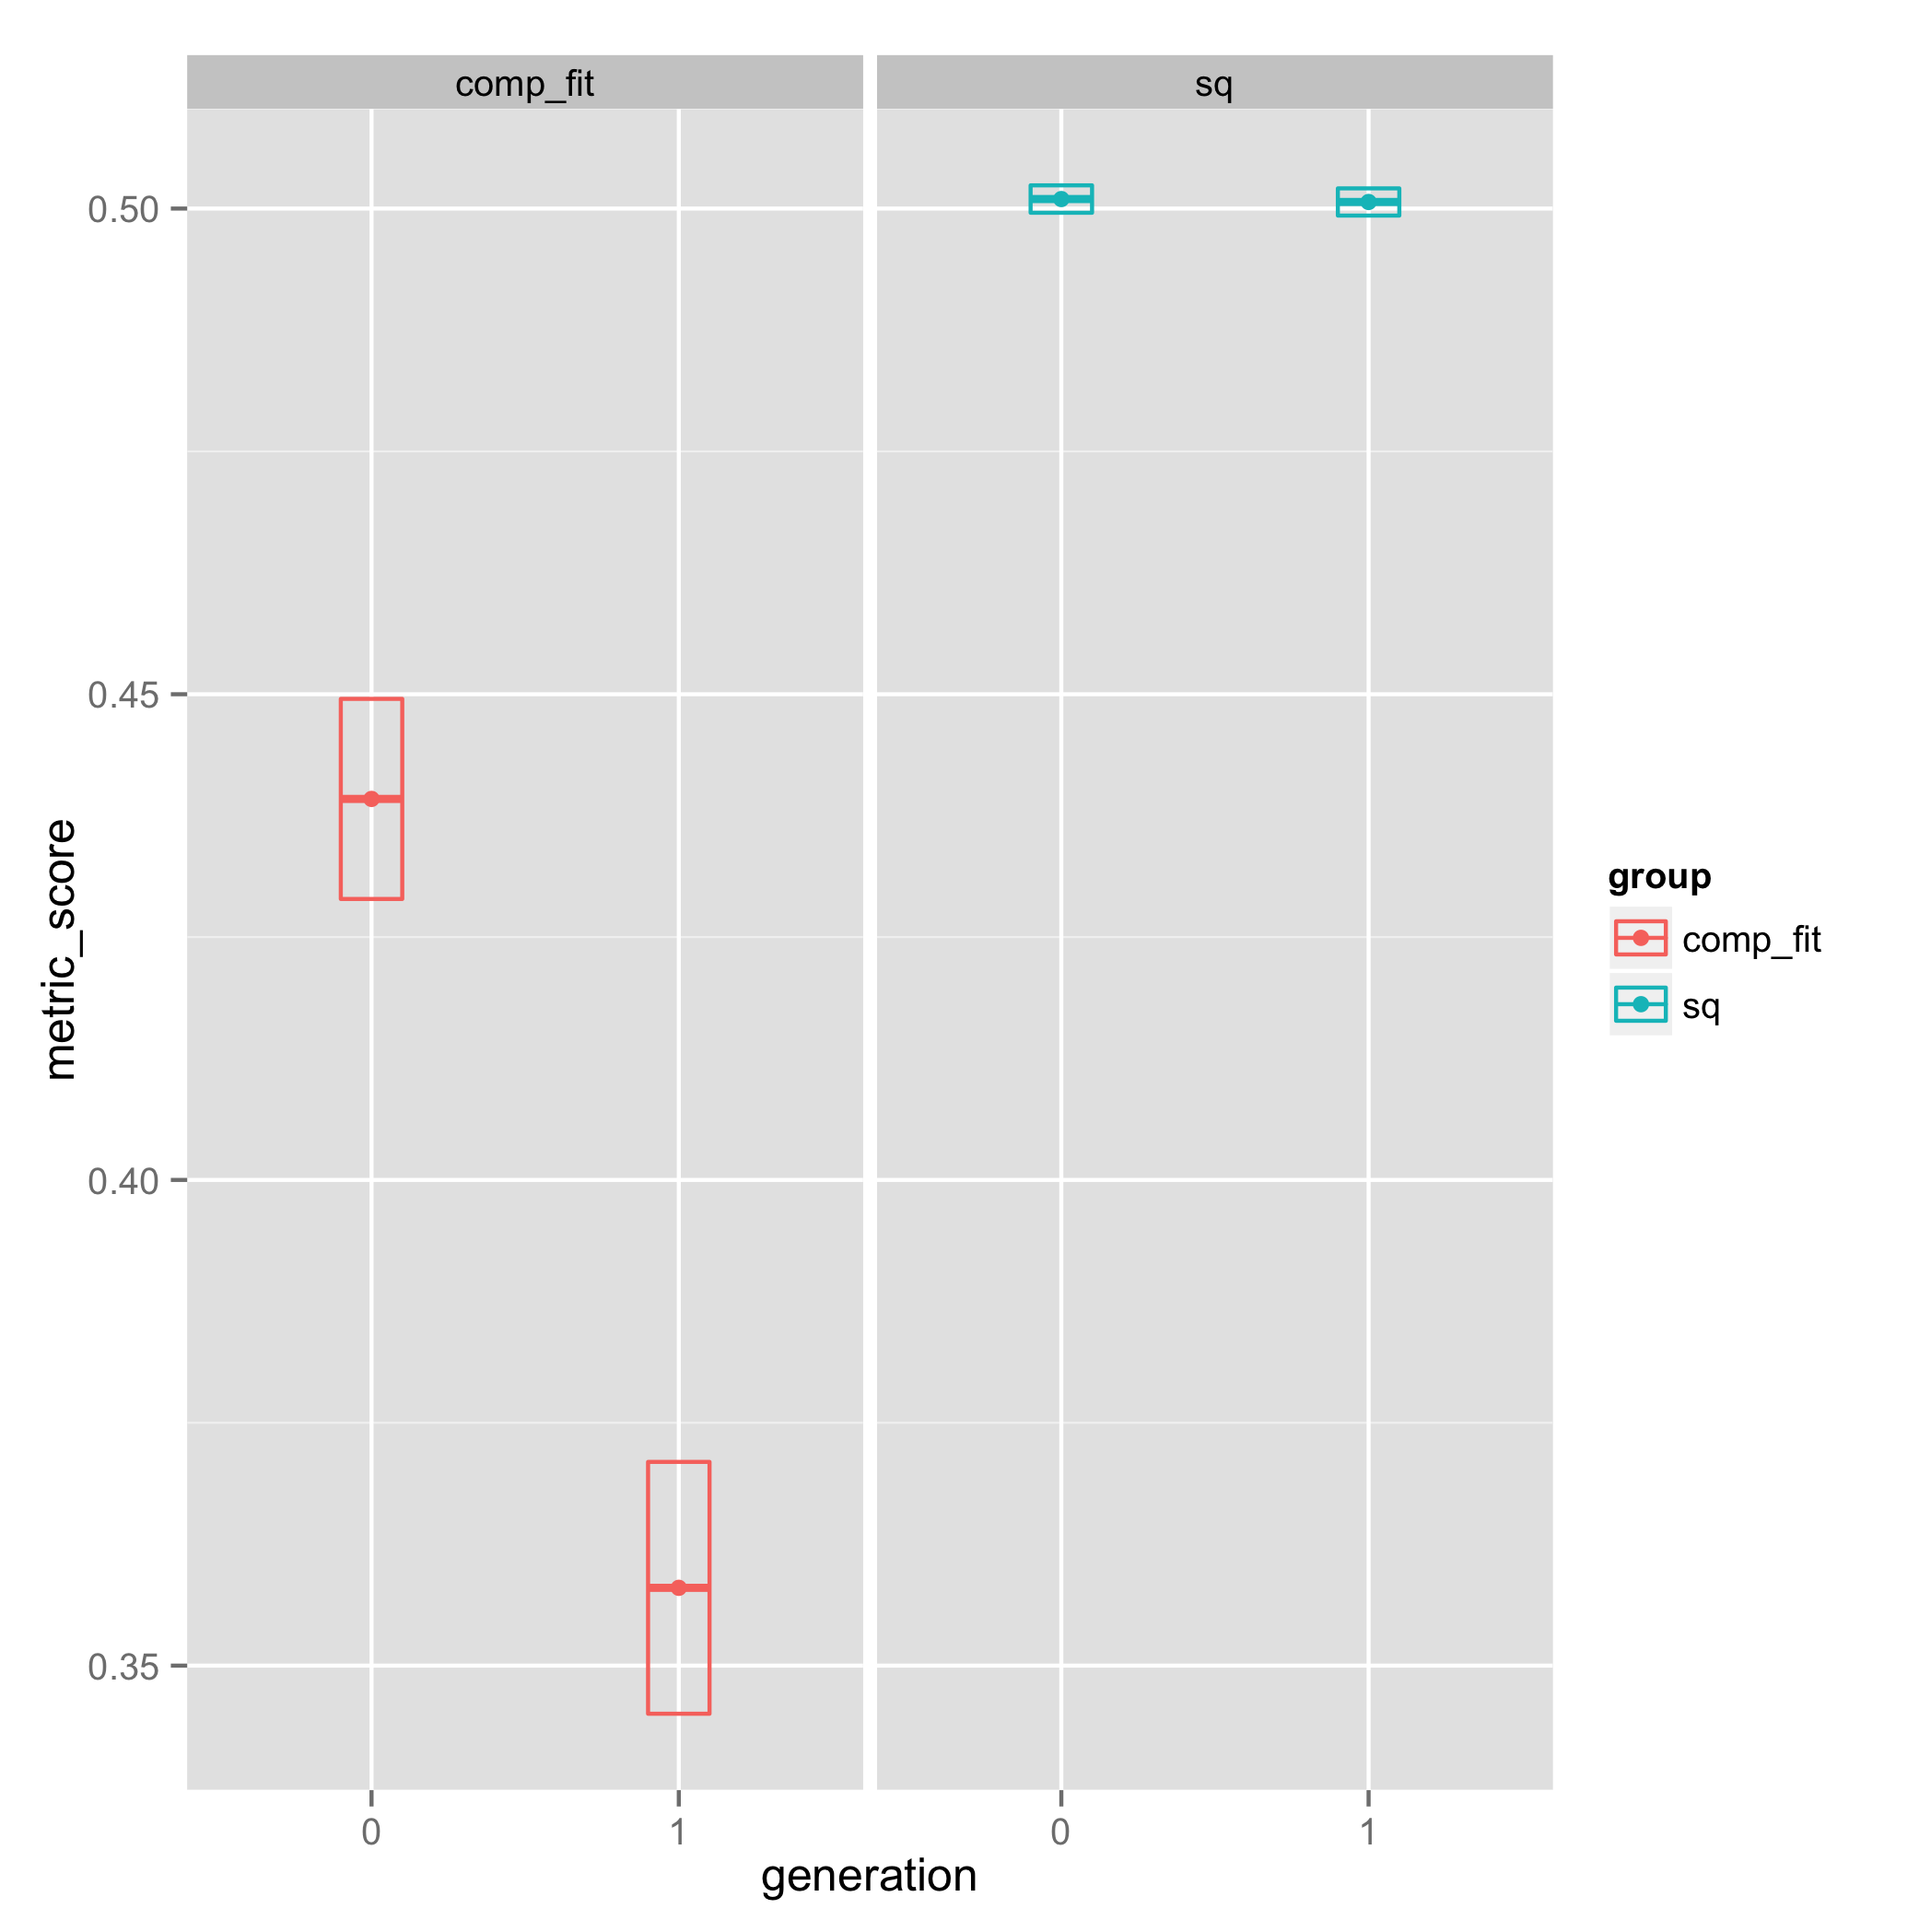 comp_fit
sq
0.50
0.45
0.40
0.35
metric_score
0
1
0
1
generation
group
comp_fit
sq